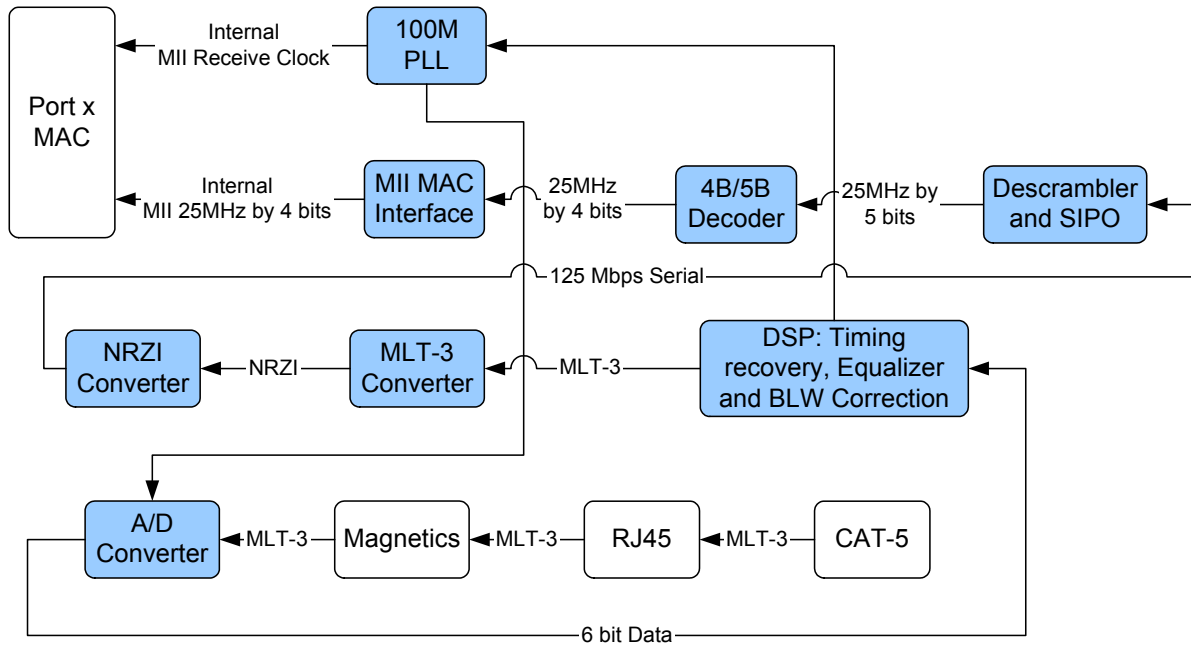 Port x
MAC
Internal
MII Receive Clock
100M
PLL
Internal
MII 25MHz by 4 bits
MII MAC
Interface
25MHz
by 4 bits
4B/5B
Decoder
25MHz by
5 bits
Descrambler
and SIPO
125 Mbps Serial
NRZI
Converter
NRZI
MLT-3
Converter
MLT-3
DSP: Timing
recovery, Equalizer
and BLW Correction
A/D
Converter
MLT-3
Magnetics
MLT-3
RJ45
MLT-3
CAT-5
6 bit Data